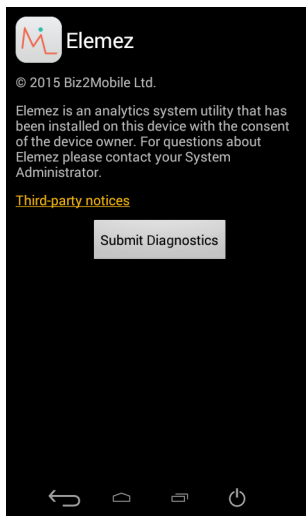 Elemez
© 2015 Biz2Mobile Ltd.
Elemez is an analytics system utility that has
been installed on this device with the consent
of the device owner. For questions about
Elemez please contact your System
Administrator.
Third-party notices
Submit Diagnostics